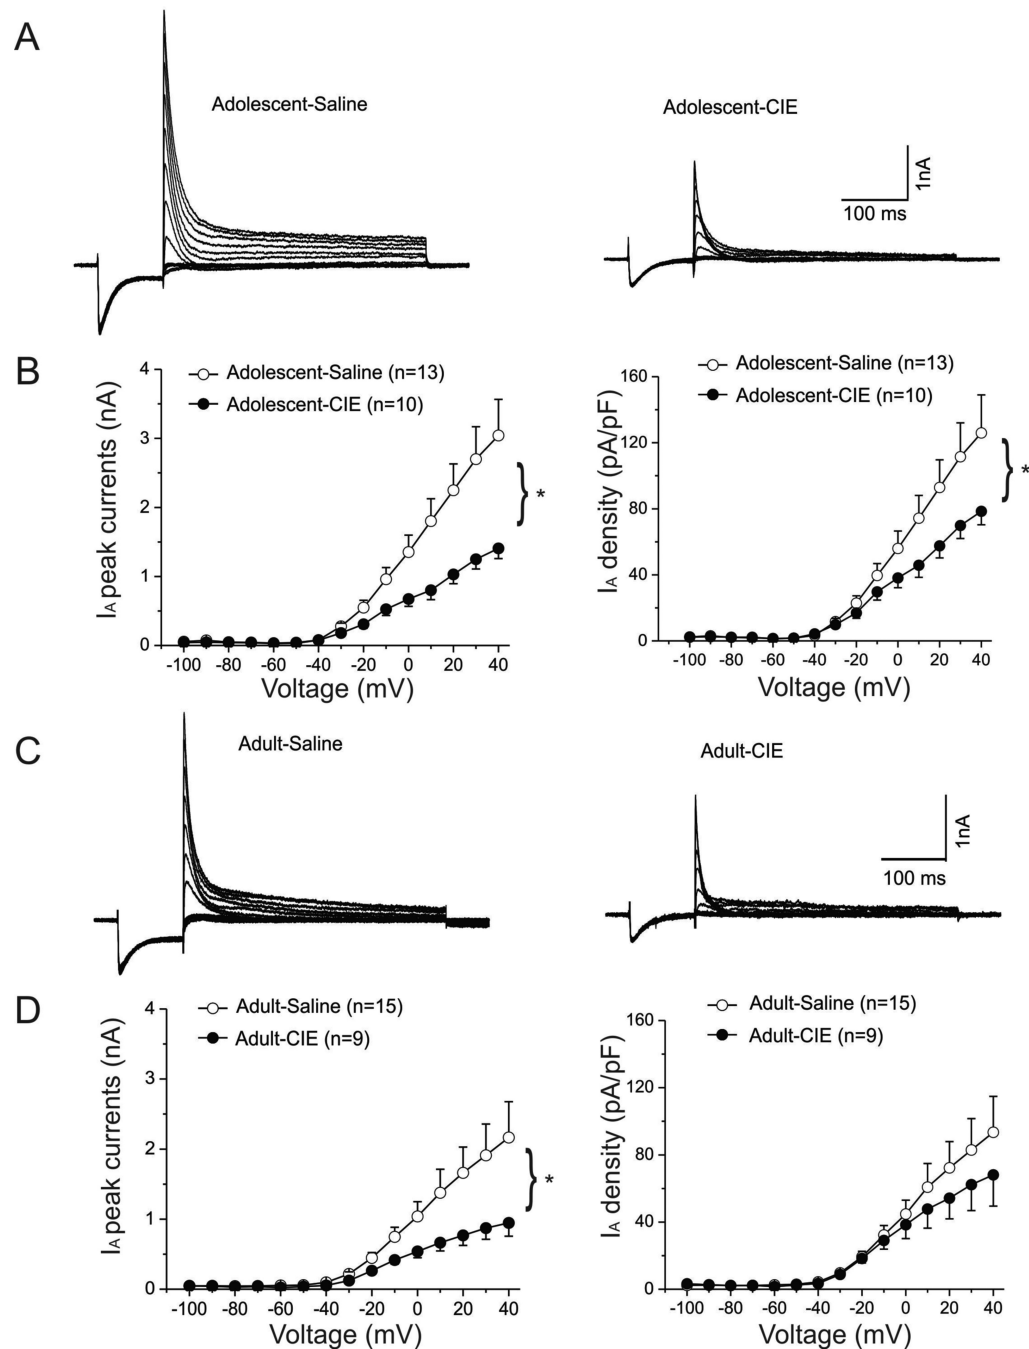 A
Adolescent-Saline
Adolescent-CIE
1nA
100 ms
B
Adolescent-Saline (n=13)
Adolescent-CIE (n=10)
IA peak currents (nA)
4
3
2
1
0
*
-100 -80 -60 -40 -20 0 20 40
Voltage (mV)
Adolescent-Saline (n=13)
Adolescent-CIE (n=10)
IA density (pA/pF)
160
120
80
40
0
*
-100 -80 -60 -40 -20 0 20 40
Voltage (mV)
C
Adult-Saline
Adult-CIE
1nA
100 ms
D
Adult-Saline (n=15)
Adult-CIE (n=9)
IA peak currents (nA)
4
3
2
1
0
*
-100 -80 -60 -40 -20 0 20 40
Voltage (mV)
Adult-Saline (n=15)
Adult-CIE (n=9)
IA density (pA/pF)
160
120
80
40
0
-100 -80 -60 -40 -20 0 20 40
Voltage (mV)